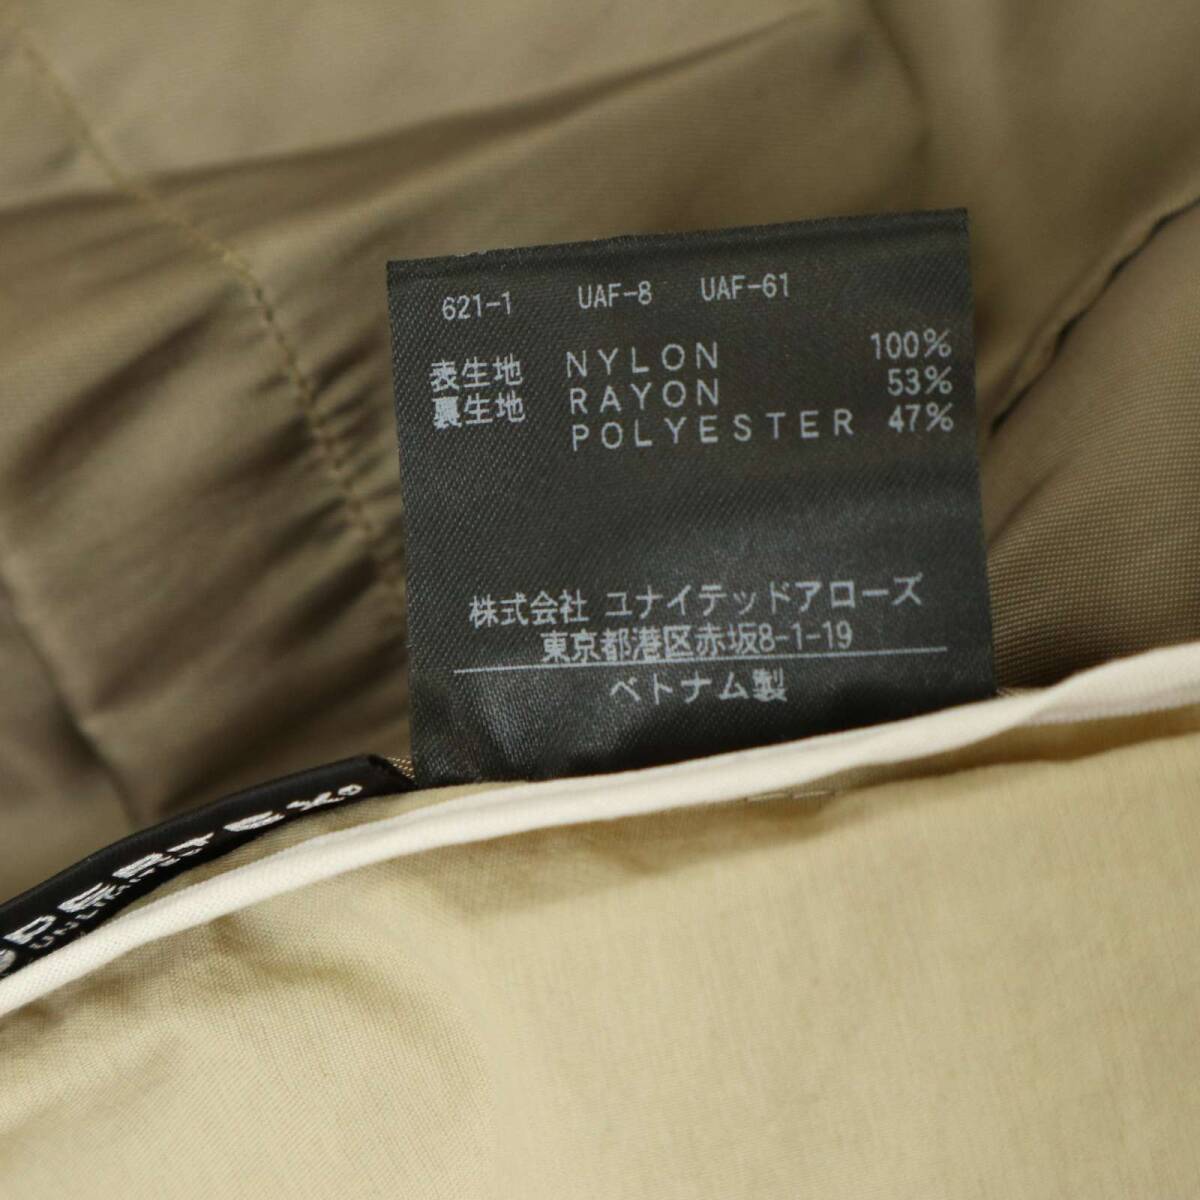 621-1 UAF-8 UAF-61
表生地 NYLON 100%
裏生地 RAYON 53%
POLYESTER 47%
株式会社 ユナイテッドアローズ
東京都港区赤坂8-1-19
ベトナム製
PERTEX®
UNLIMITED